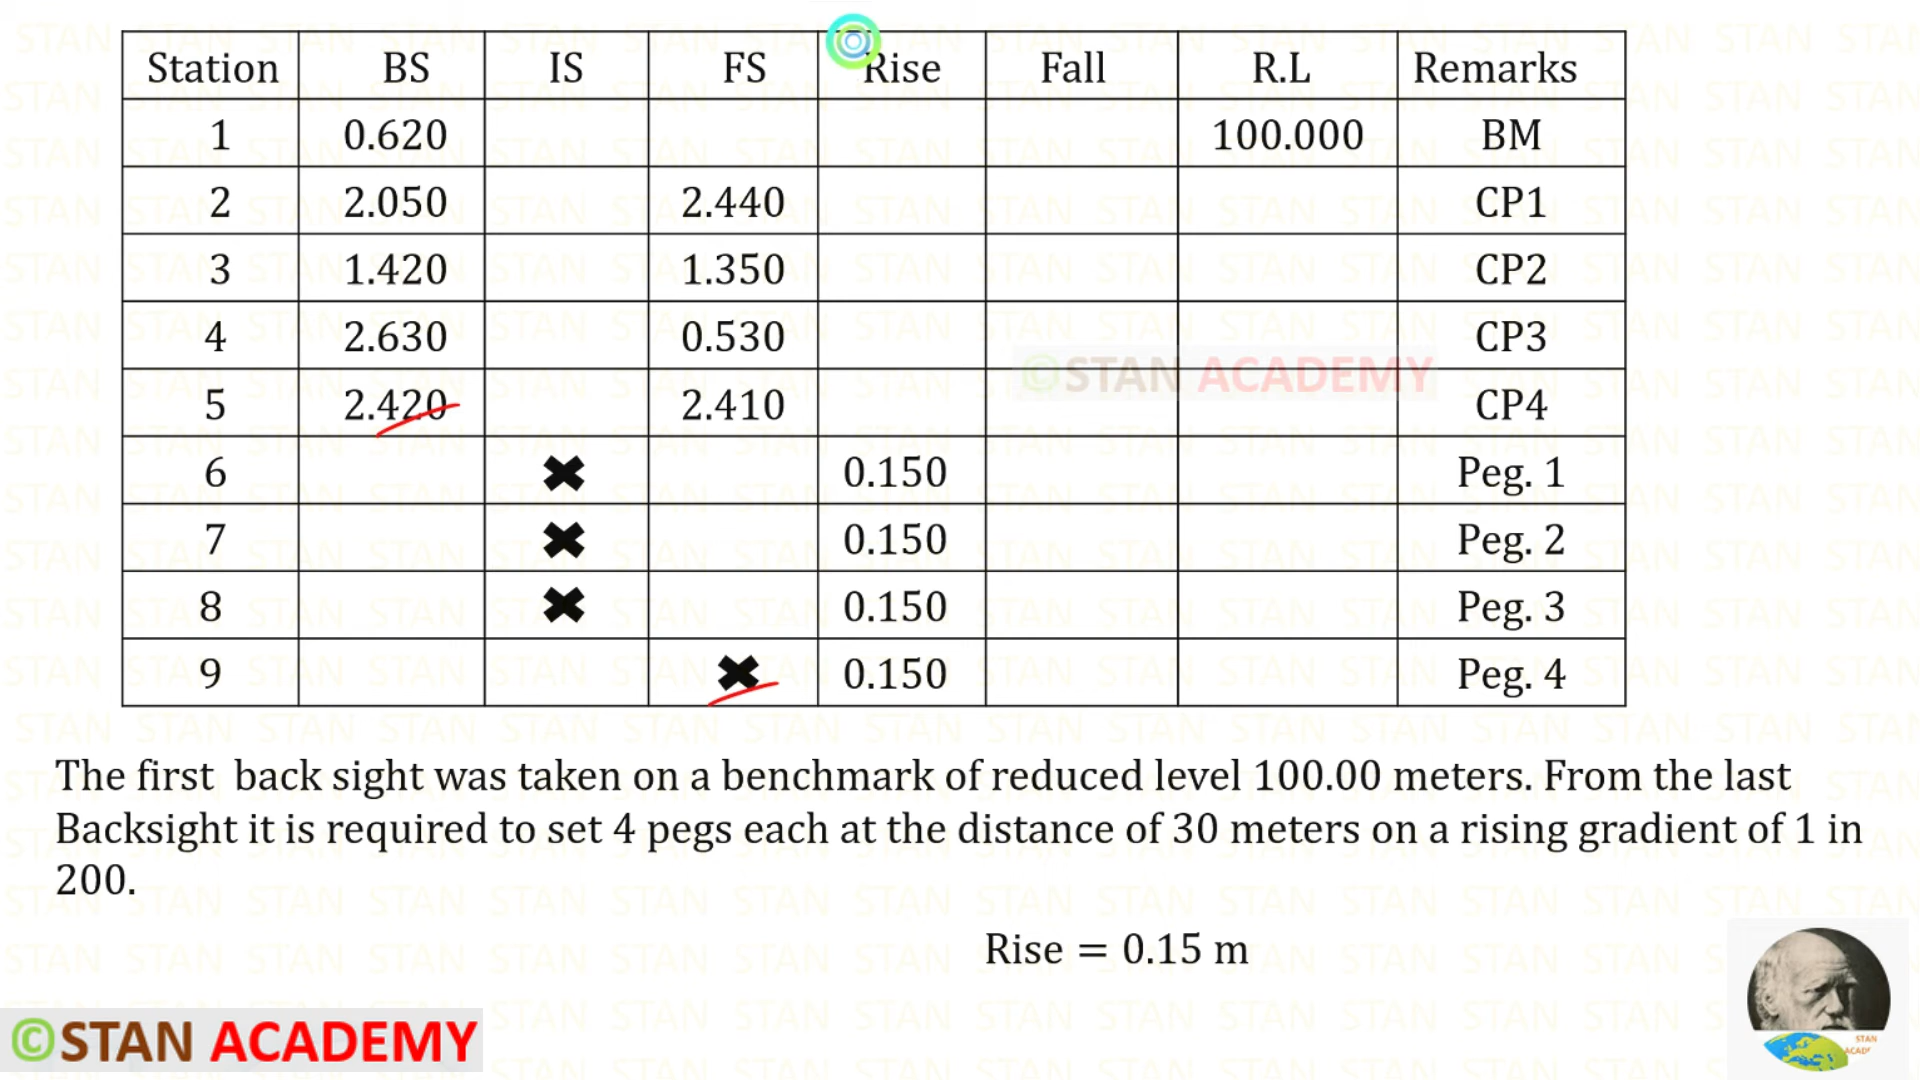 Station BS IS FS Rise Fall R.L Remarks
1 0.620 100.000 BM
2 2.050 2.440 CP1
3 1.420 1.350 CP2
4 2.630 0.530 CP3
©STAN ACADEMY
5 2.420 2.410 CP4
6 ✖ 0.150 Peg. 1
7 ✖ 0.150 Peg. 2
8 ✖ 0.150 Peg. 3
9 ✖ 0.150 Peg. 4
The first back sight was taken on a benchmark of reduced level 100.00 meters. From the last
Backsight it is required to set 4 pegs each at the distance of 30 meters on a rising gradient of 1 in
200.
Rise = 0.15 m
©STAN ACADEMY
STAN